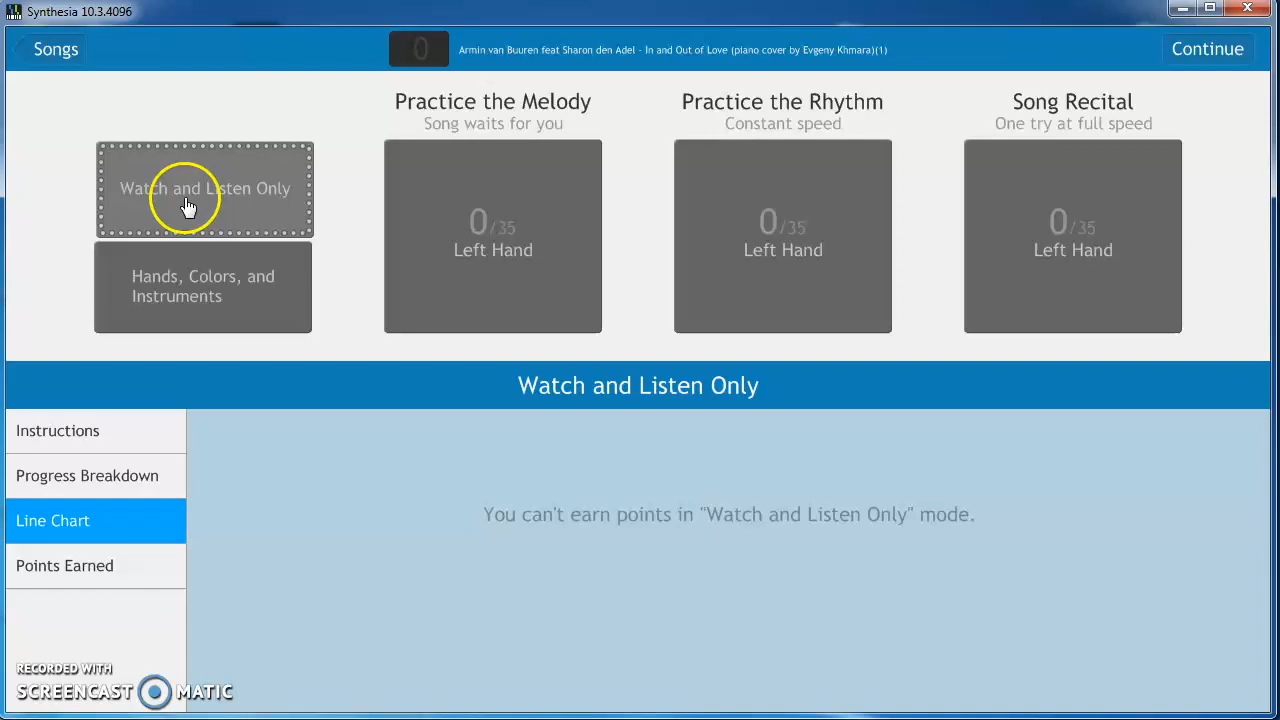 Synthesia 10.3.4096
Songs
0
Armin van Buuren feat Sharon den Adel - In and Out of Love (piano cover by Evgeny Khmara)(1)
Continue
Practice the Melody
Song waits for you
Practice the Rhythm
Constant speed
Song Recital
One try at full speed
Watch and Listen Only
Hands, Colors, and
Instruments
0/35
Left Hand
0/35
Left Hand
0/35
Left Hand
Watch and Listen Only
Instructions
Progress Breakdown
Line Chart
Points Earned
You can't earn points in "Watch and Listen Only" mode.
RECORDED WITH
SCREENCAST MATIC